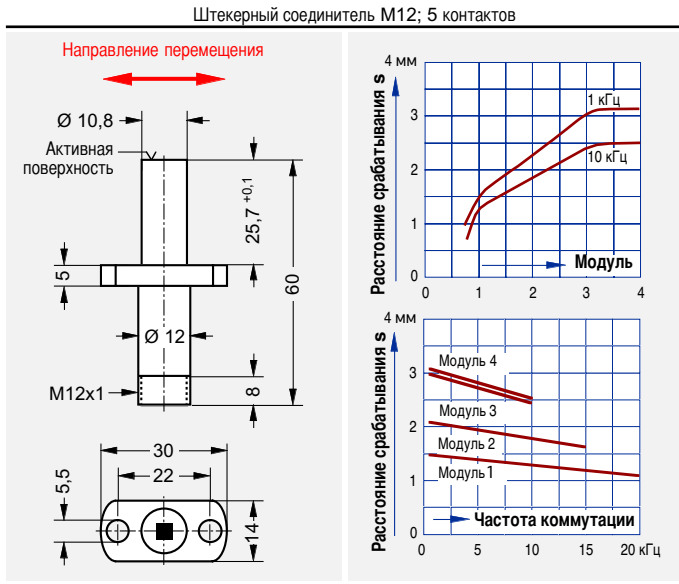 Штекерный соединитель M12; 5 контактов
Направление перемещения
Ø 10,8
Активная
поверхность
25,7 +0,1
60
5
Ø 12
M12x1
8
30
22
5,5
14
Расстояние срабатывания s
4 мм
3
2
1
0
1 кГц
10 кГц
Модуль
0 1 2 3 4
Расстояние срабатывания s
4 мм
3
2
1
0
Модуль 4
Модуль 3
Модуль 2
Модуль 1
Частота коммутации
0 5 10 15 20 кГц